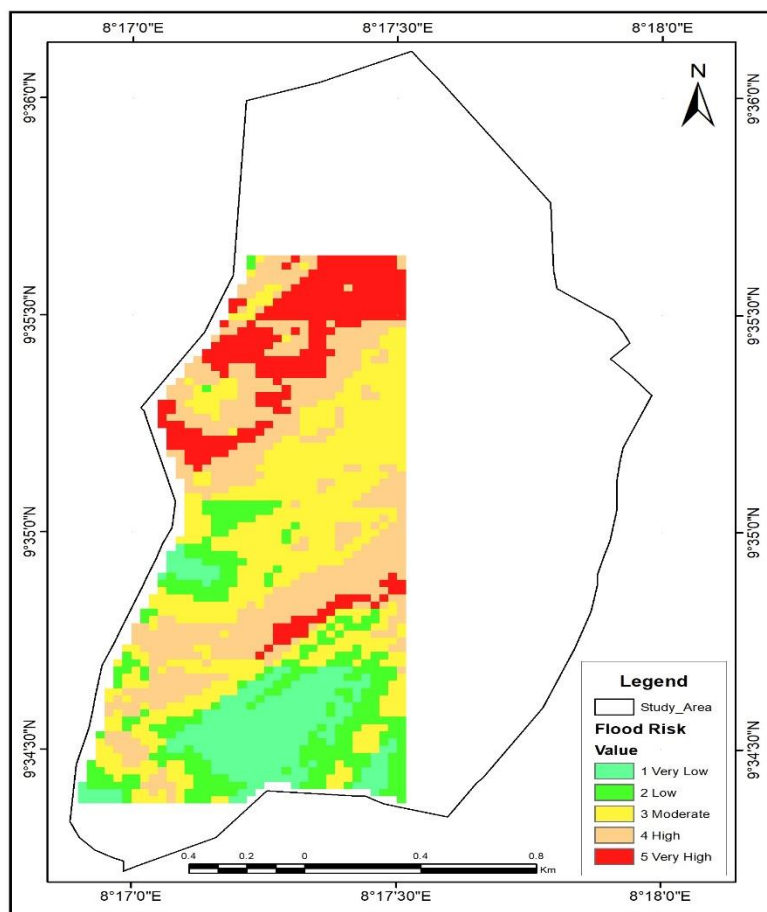 8°17'0"E 8°17'30"E 8°18'0"E
N
9°36'0"N 9°36'0"N
9°35'30"N 9°35'30"N
9°35'0"N 9°35'0"N
9°34'30"N 9°34'30"N
Legend
Study_Area
Flood Risk
Value
1 Very Low
2 Low
3 Moderate
4 High
5 Very High
0.4 0.2 0 0.4 0.8
Km
8°17'0"E 8°17'30"E 8°18'0"E